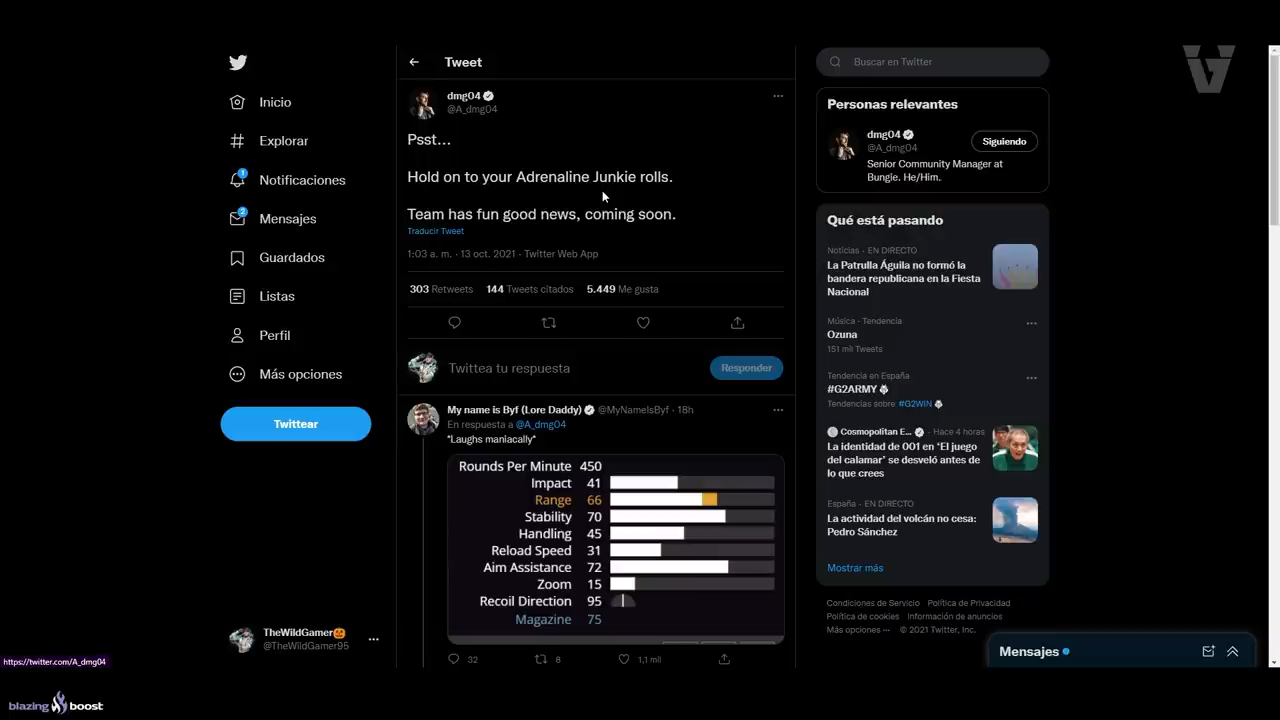 Inicio
Explorar
1
Notificaciones
2
Mensajes
Guardados
Listas
Perfil
Más opciones
Twittear
TheWildGamer🎃
@TheWildGamer95
https://twitter.com/A_dmg04
blazing boost
Tweet
dmg04
@A_dmg04
Psst...
Hold on to your Adrenaline Junkie rolls.
Team has fun good news, coming soon.
Traducir Tweet
1:03 a. m. · 13 oct. 2021 · Twitter Web App
303 Retweets 144 Tweets citados 5.449 Me gusta
Twittea tu respuesta
Responder
My name is Byf (Lore Daddy) @MyNameIsByf · 18h
En respuesta a @A_dmg04
*Laughs maniacally*
Rounds Per Minute 450
Impact 41
Range 66
Stability 70
Handling 45
Reload Speed 31
Aim Assistance 72
Zoom 15
Recoil Direction 95
Magazine 75
32 8 1,1 mil
Buscar en Twitter
Personas relevantes
dmg04
@A_dmg04
Siguiendo
Senior Community Manager at
Bungie. He/Him.
Qué está pasando
Noticias · EN DIRECTO
La Patrulla Águila no formó la
bandera republicana en la Fiesta
Nacional
Música · Tendencia
Ozuna
151 mil Tweets
Tendencia en España
#G2ARMY
Tendencias sobre #G2WIN
Cosmopolitan E... · Hace 4 horas
La identidad de 001 en 'El juego
del calamar' se desveló antes de
lo que crees
España · EN DIRECTO
La actividad del volcán no cesa:
Pedro Sánchez
Mostrar más
Condiciones de Servicio Política de Privacidad
Política de cookies Información de anuncios
Más opciones ··· © 2021 Twitter, Inc.
Mensajes